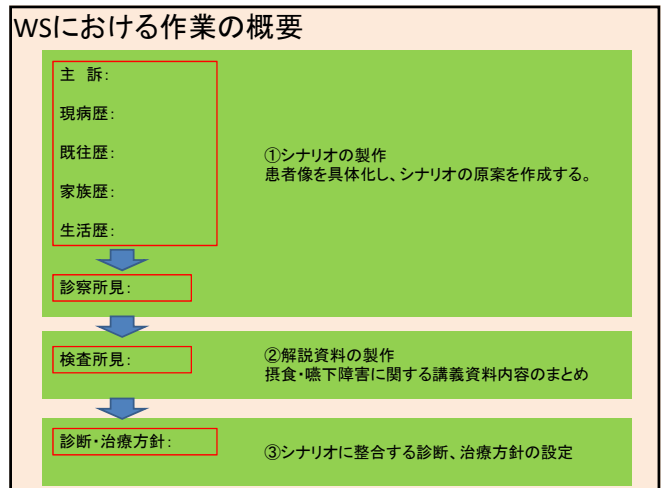 WSにおける作業の概要
主　訴:
現病歴:
既往歴:
家族歴:
生活歴:
①シナリオの製作
患者像を具体化し、シナリオの原案を作成する。
診察所見:
検査所見:
②解説資料の製作
摂食・嚥下障害に関する講義資料内容のまとめ
診断・治療方針:
③シナリオに整合する診断、治療方針の設定